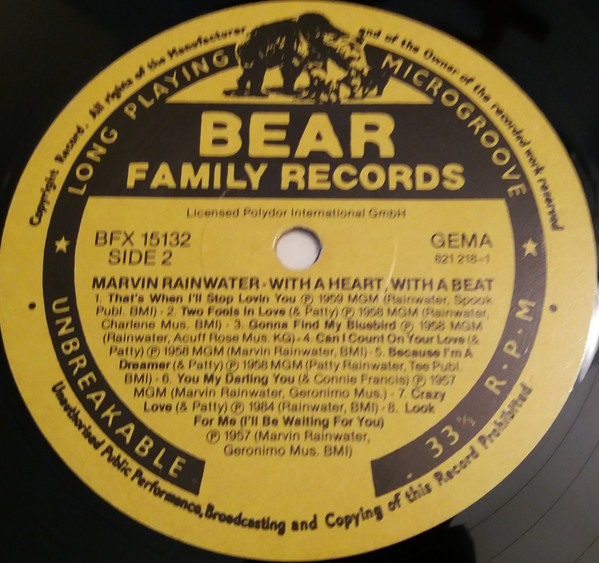 Copyright Record. All rights of the Manufacturer and of the Owner of the recorded work reserved
LONG PLAYING MICROGROOVE
BEAR
FAMILY RECORDS
Licensed Polydor International GmbH
BFX 15132 GEMA
SIDE 2 821 218-1
MARVIN RAINWATER - WITH A HEART, WITH A BEAT
1. That's When I'll Stop Lovin You Ⓟ 1959 MGM (Rainwater, Spook
Publ. BMI) - 2. Two Fools In Love (& Patty) Ⓟ 1958 MGM (Rainwater,
Charlene Mus. BMI) - 3. Gonna Find My Bluebird Ⓟ 1958 MGM
(Rainwater, Acuff Rose Mus. KG) - 4. Can I Count On Your Love (&
Patty) Ⓟ 1958 MGM (Marvin Rainwater, BMI) - 5. Because I'm A
Dreamer (& Patty) Ⓟ 1958 MGM (Patty Rainwater, Tee Publ.
BMI) - 6. You My Darling You (& Connie Francis) Ⓟ 1957
MGM (Marvin Rainwater, Geronimo Mus.) - 7. Crazy
Love (& Patty) Ⓟ 1984 (Rainwater, BMI) - 8. Look
For Me (I'll Be Waiting For You)
Ⓟ 1957 (Marvin Rainwater,
Geronimo Mus. BMI)
UNBREAKABLE 33⅓ R·P·M
Unauthorised Public Performance, Broadcasting and Copying of this Record Prohibited